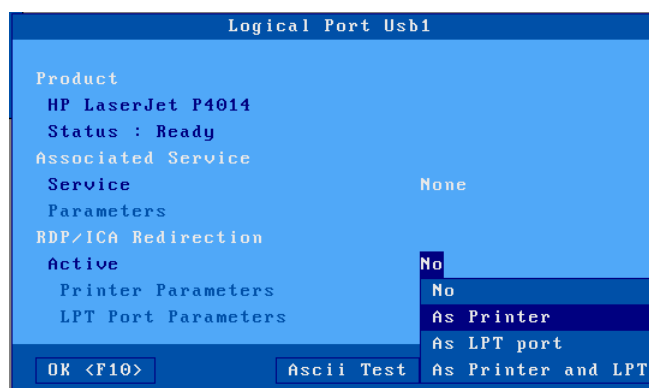 Logical Port Usb1
Product
HP LaserJet P4014
Status : Ready
Associated Service
Service None
Parameters
RDP/ICA Redirection
Active No
Printer Parameters No
LPT Port Parameters As Printer
As LPT port
OK <F10> Ascii Test As Printer and LPT